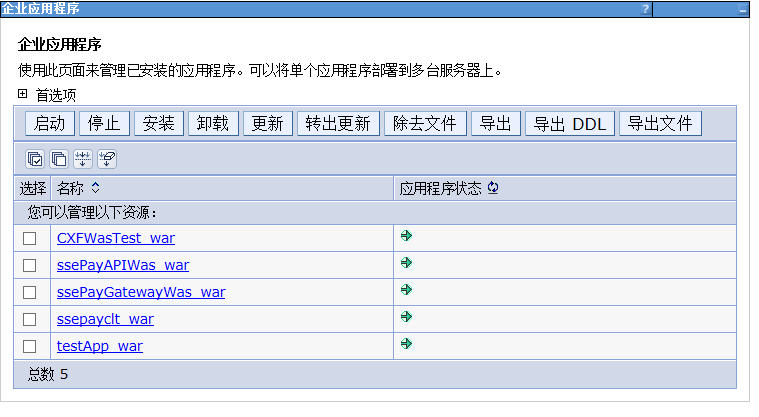 企业应用程序 ? –
企业应用程序
使用此页面来管理已安装的应用程序。可以将单个应用程序部署到多台服务器上。
首选项
启动 停止 安装 卸载 更新 转出更新 除去文件 导出 导出 DDL 导出文件
选择 名称 应用程序状态
您可以管理以下资源：
CXFWasTest_war
ssePayAPIWas_war
ssePayGatewayWas_war
ssepayclt_war
testApp_war
总数 5